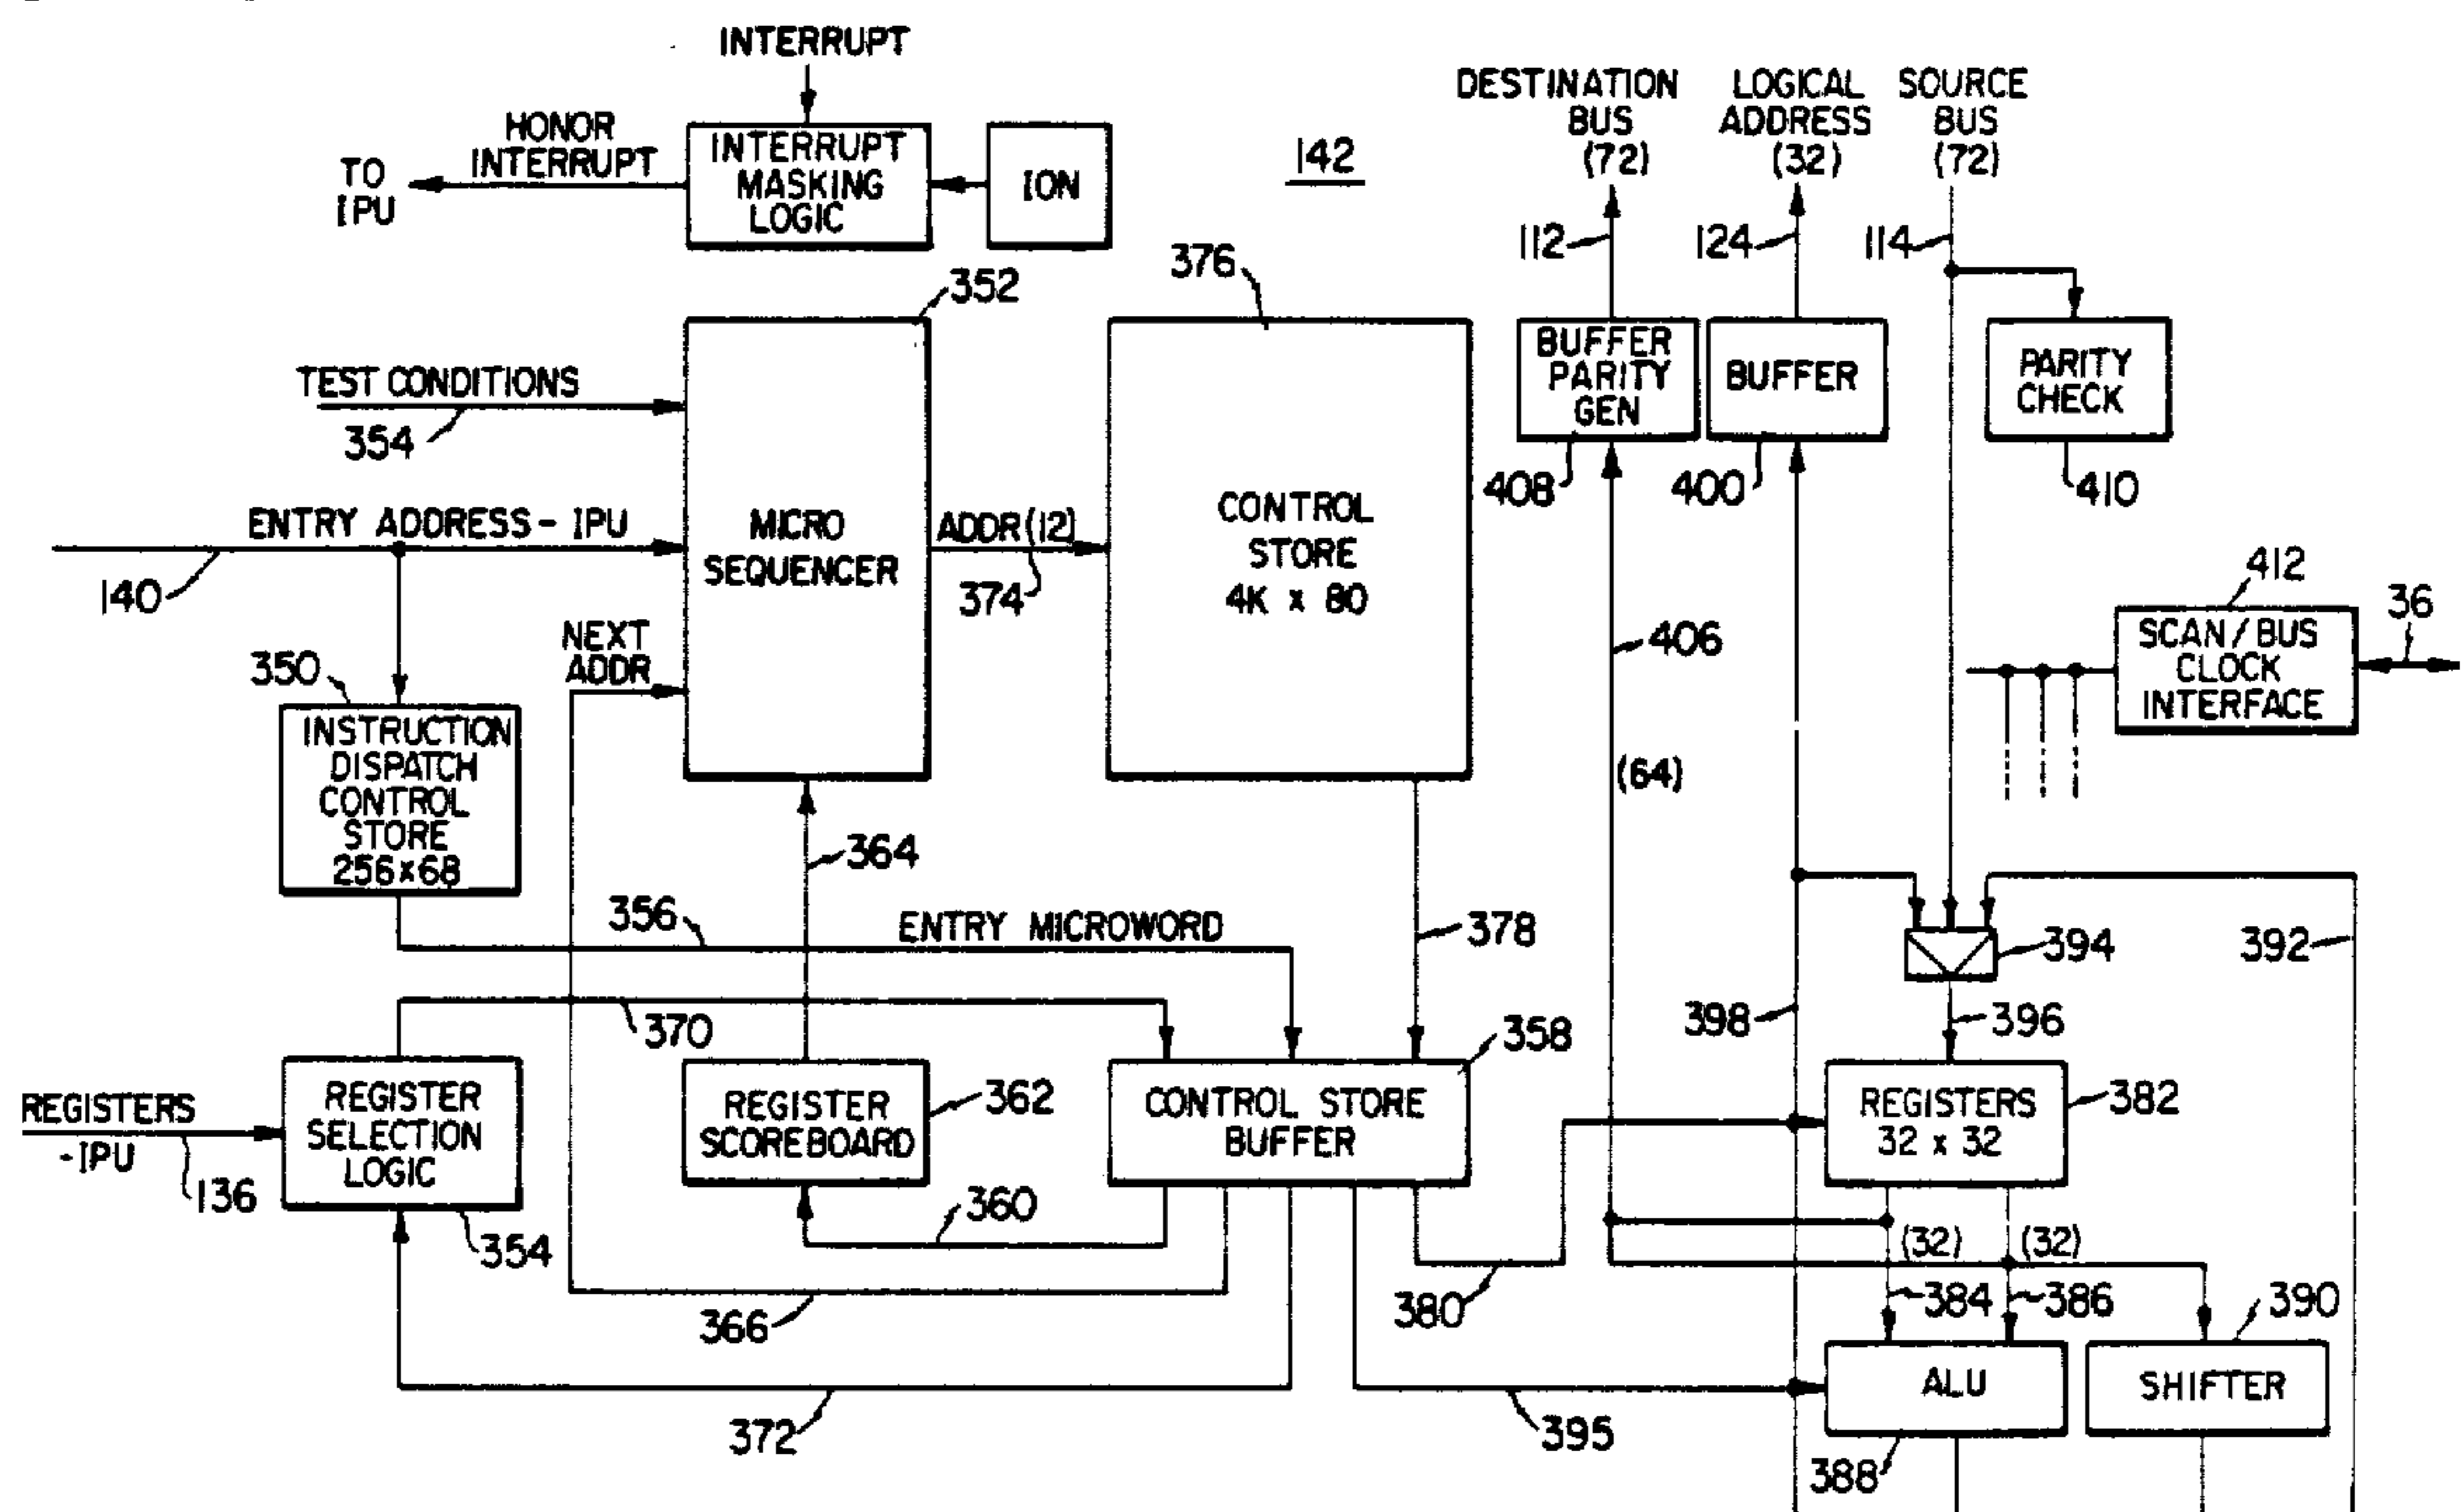 INTERRUPT
HONOR
INTERRUPT
TO
IPU
INTERRUPT
MASKING
LOGIC
ION
142
DESTINATION
BUS
(72)
LOGICAL
ADDRESS
(32)
SOURCE
BUS
(72)
112
124
114
352
376
TEST CONDITIONS
354
BUFFER
PARITY
GEN
BUFFER
PARITY
CHECK
408
400
410
ENTRY ADDRESS - IPU
140
MICRO
SEQUENCER
ADDR(12)
374
CONTROL
STORE
4K x 80
NEXT
ADDR
406
412
36
SCAN/BUS
CLOCK
INTERFACE
350
INSTRUCTION
DISPATCH
CONTROL
STORE
256x68
(64)
364
356
ENTRY MICROWORD
378
394
392
370
358
398
396
REGISTERS
-IPU
136
REGISTER
SELECTION
LOGIC
354
REGISTER
SCOREBOARD
362
CONTROL STORE
BUFFER
REGISTERS
32 x 32
382
360
(32)
(32)
366
380
384
386
390
372
395
ALU
SHIFTER
388